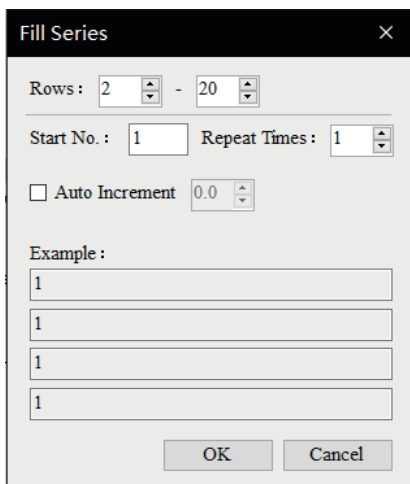 Fill Series
Rows: 2 - 20
Start No.: 1 Repeat Times: 1
Auto Increment 0.0
Example:
1
1
1
1
OK Cancel